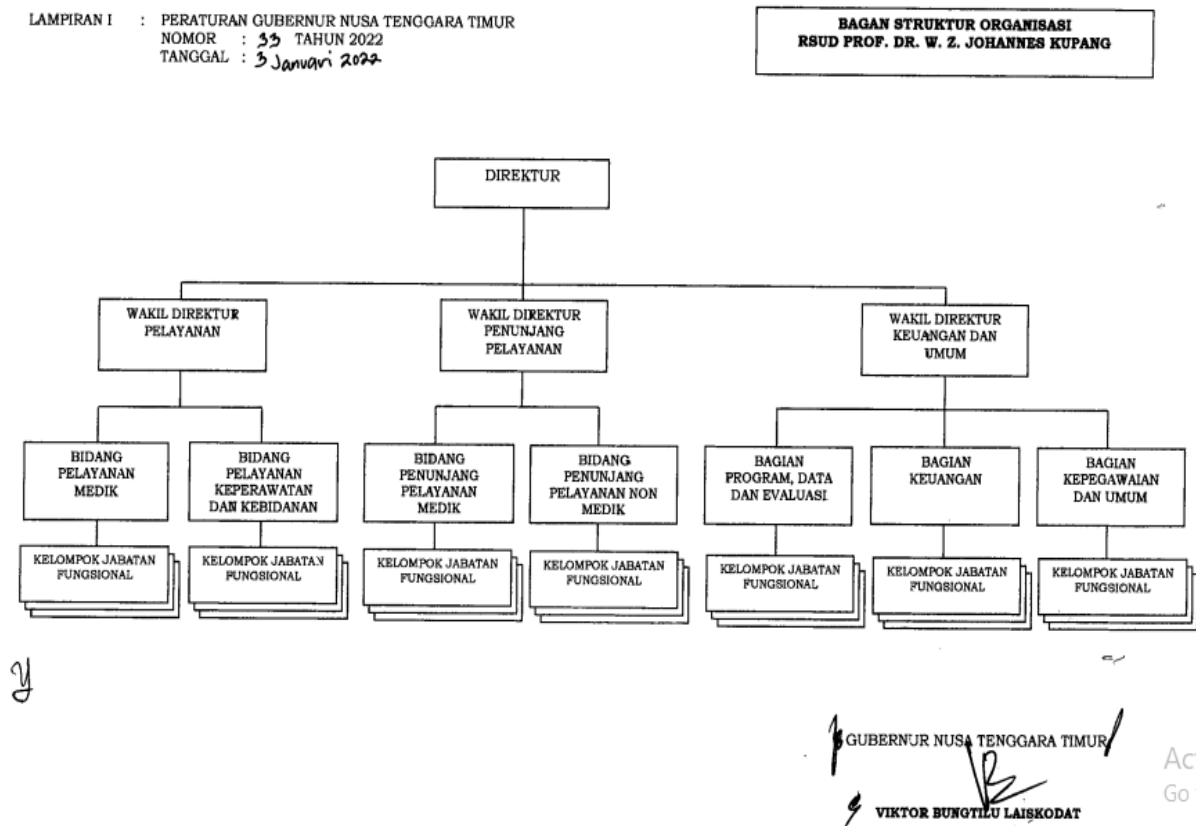 LAMPIRAN I : PERATURAN GUBERNUR NUSA TENGGARA TIMUR
NOMOR : 33 TAHUN 2022
TANGGAL : 3 Januari 2022
BAGAN STRUKTUR ORGANISASI
RSUD PROF. DR. W. Z. JOHANNES KUPANG
DIREKTUR
WAKIL DIREKTUR
PELAYANAN
WAKIL DIREKTUR
PENUNJANG
PELAYANAN
WAKIL DIREKTUR
KEUANGAN DAN
UMUM
BIDANG
PELAYANAN
MEDIK
BIDANG
PELAYANAN
KEPERAWATAN
DAN KEBIDANAN
BIDANG
PENUNJANG
PELAYANAN
MEDIK
BIDANG
PENUNJANG
PELAYANAN NON
MEDIK
BAGIAN
PROGRAM, DATA
DAN EVALUASI
BAGIAN
KEUANGAN
BAGIAN
KEPEGAWAIAN
DAN UMUM
KELOMPOK JABATAN
FUNGSIONAL
KELOMPOK JABATAN
FUNGSIONAL
KELOMPOK JABATAN
FUNGSIONAL
KELOMPOK JABATAN
FUNGSIONAL
KELOMPOK JABATAN
FUNGSIONAL
KELOMPOK JABATAN
FUNGSIONAL
KELOMPOK JABATAN
FUNGSIONAL
GUBERNUR NUSA TENGGARA TIMUR
VIKTOR BUNGTILU LAISKODAT
Go